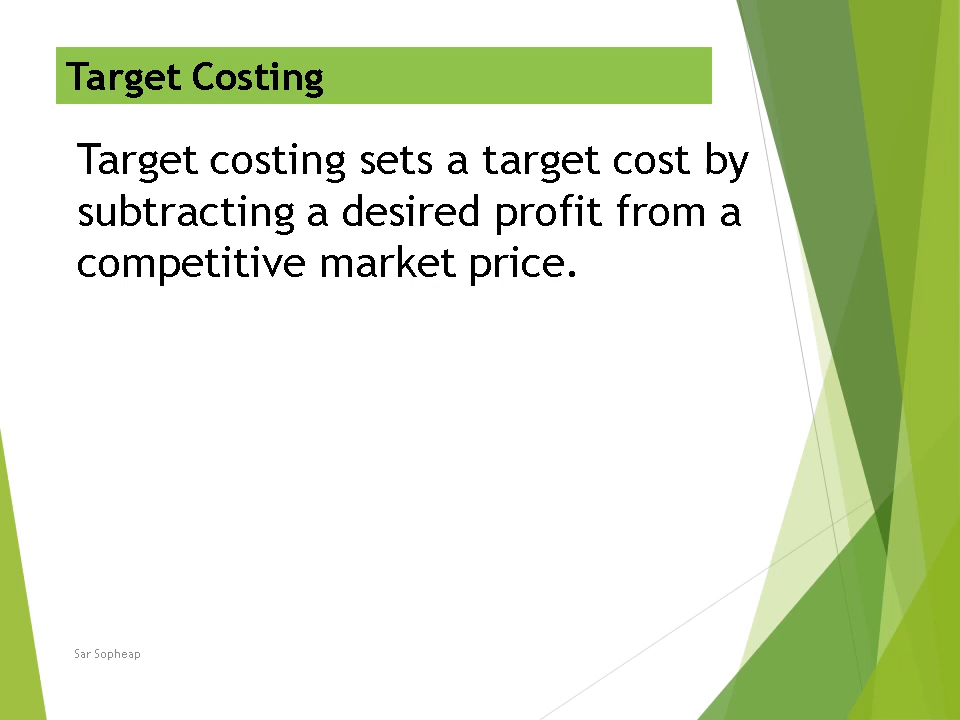 Target Costing
Target costing sets a target cost by
subtracting a desired profit from a
competitive market price.
Sar Sopheap